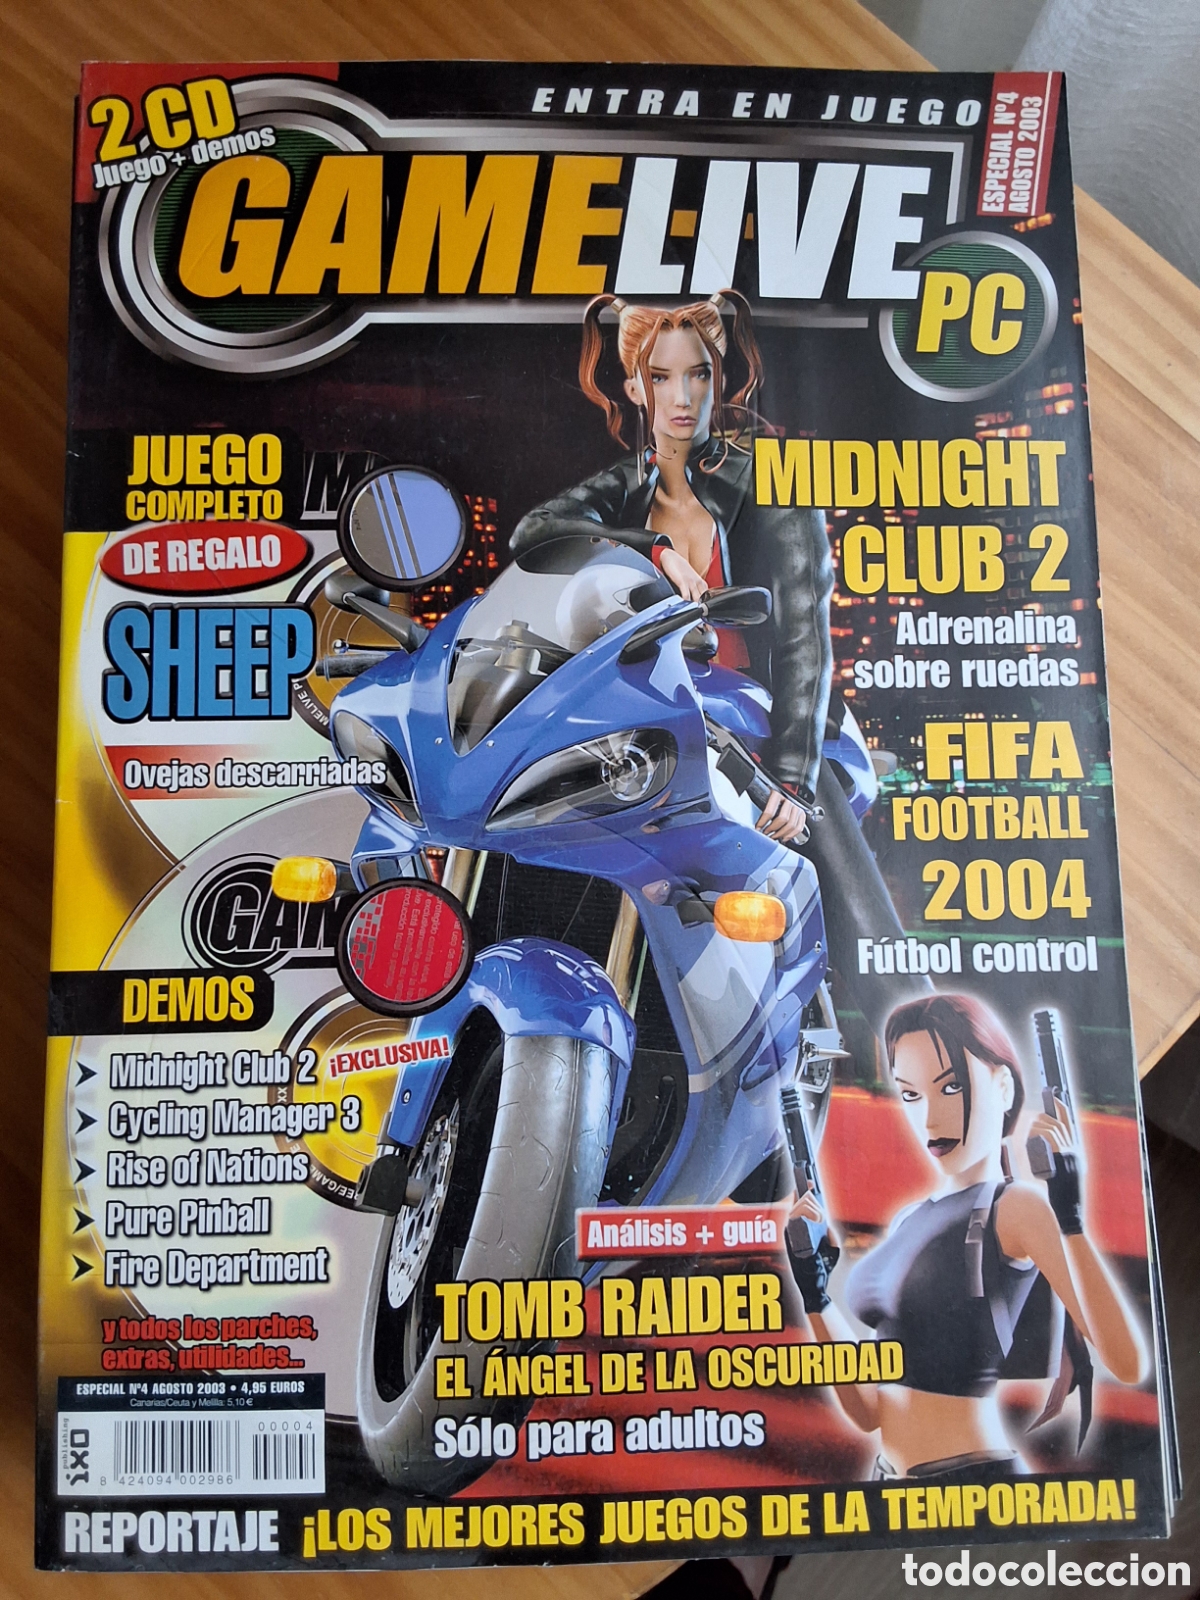 2 CD
juego + demos
ENTRA EN JUEGO
ESPECIAL Nº4
AGOSTO 2003
GAMELIVE
PC
JUEGO
COMPLETO
DE REGALO
SHEEP
Ovejas descarriadas
MIDNIGHT
CLUB 2
Adrenalina
sobre ruedas
FIFA
FOOTBALL
2004
Fútbol control
GAM
DEMOS
Midnight Club 2
¡EXCLUSIVA!
Cycling Manager 3
Rise of Nations
Pure Pinball
Fire Department
y todos los parches,
extras, utilidades...
Análisis + guía
TOMB RAIDER
EL ÁNGEL DE LA OSCURIDAD
Sólo para adultos
ESPECIAL Nº4 AGOSTO 2003 • 4,95 EUROS
Canarias/Ceuta y Melilla: 5,10 €
ixo
publishing
00004
8 424094 002986
REPORTAJE ¡LOS MEJORES JUEGOS DE LA TEMPORADA!
todocoleccion